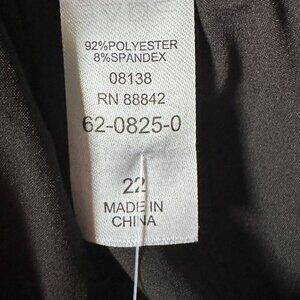 92%POLYESTER
8%SPANDEX
08138
RN 88842
62-0825-0
22
MADE IN
CHINA